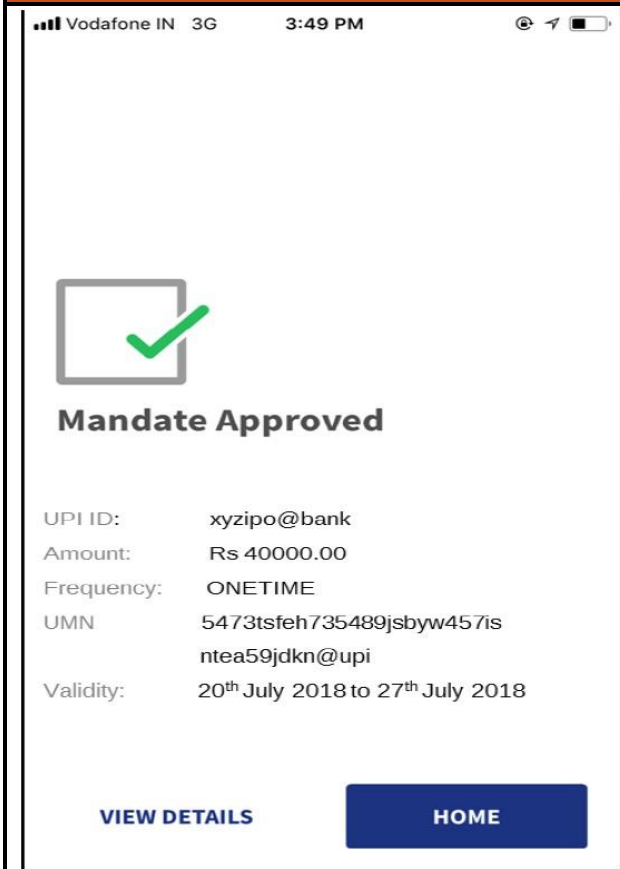 Vodafone IN 3G 3:49 PM
Mandate Approved
UPI ID: xyzipo@bank
Amount: Rs 40000.00
Frequency: ONETIME
UMN 5473tsfeh735489jsbyw457is
ntea59jdkn@upi
Validity: 20th July 2018 to 27th July 2018
VIEW DETAILS HOME